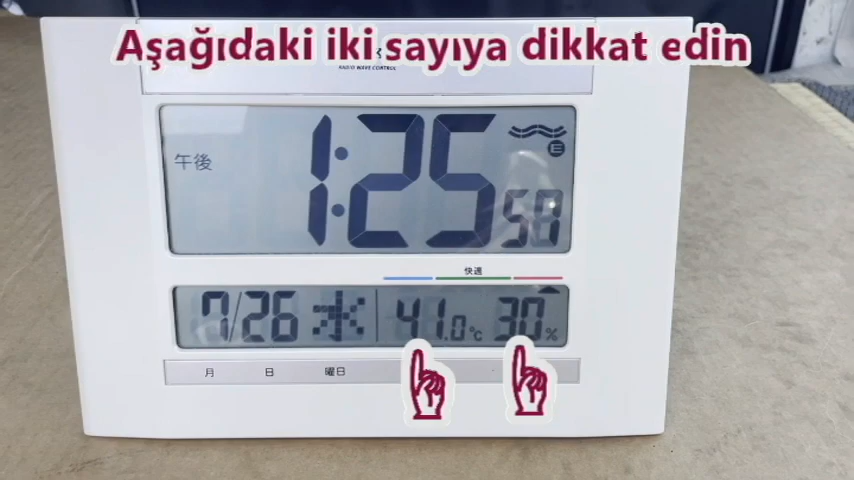 Aşağıdaki iki sayıya dikkat edin
RADIO WAVE CONTROL
午後 1:25
E
快適
7/26 水 41.0℃ 30%
月 日 曜日